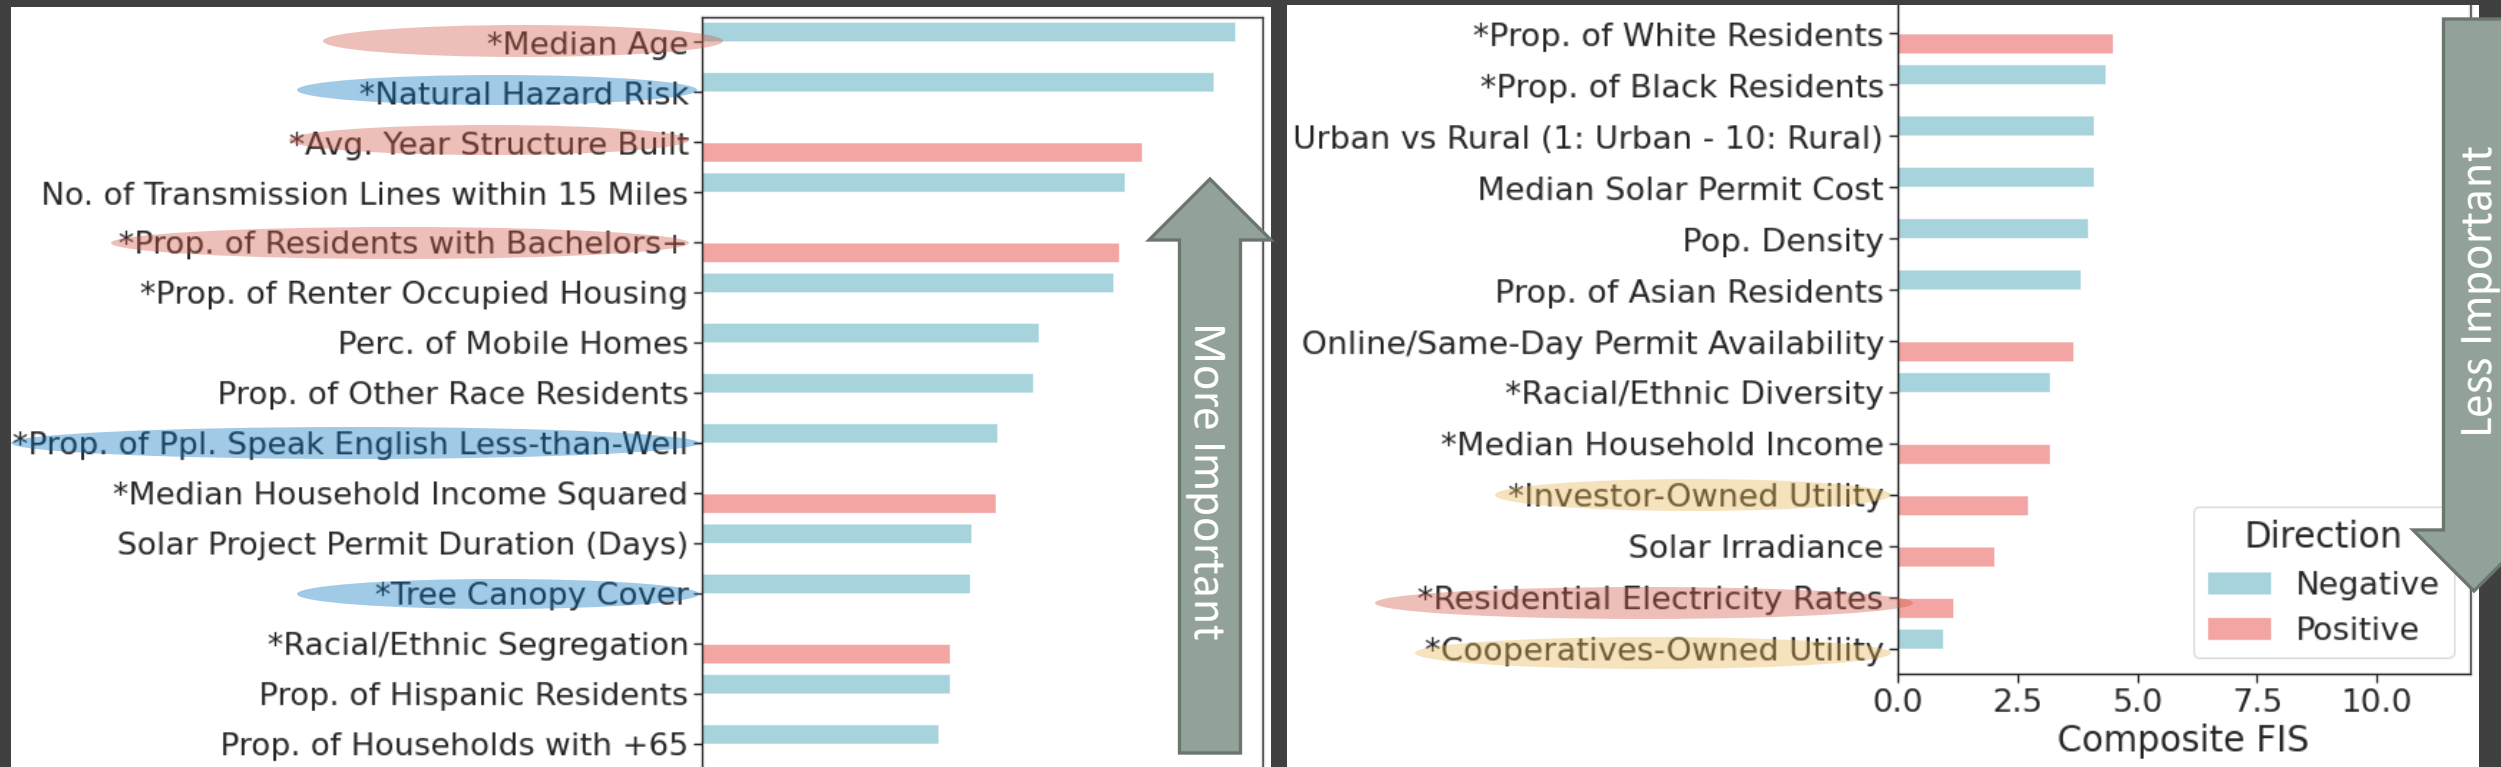 *Median Age
*Natural Hazard Risk
*Avg. Year Structure Built
No. of Transmission Lines within 15 Miles
*Prop. of Residents with Bachelors+
*Prop. of Renter Occupied Housing
Perc. of Mobile Homes
Prop. of Other Race Residents
*Prop. of Ppl. Speak English Less-than-Well
*Median Household Income Squared
Solar Project Permit Duration (Days)
*Tree Canopy Cover
*Racial/Ethnic Segregation
Prop. of Hispanic Residents
Prop. of Households with +65
More Important
*Prop. of White Residents
*Prop. of Black Residents
Urban vs Rural (1: Urban - 10: Rural)
Median Solar Permit Cost
Pop. Density
Prop. of Asian Residents
Online/Same-Day Permit Availability
*Racial/Ethnic Diversity
*Median Household Income
*Investor-Owned Utility
Solar Irradiance
*Residential Electricity Rates
*Cooperatives-Owned Utility
0.0 2.5 5.0 7.5 10.0
Composite FIS
Direction
Negative
Positive
Less Important